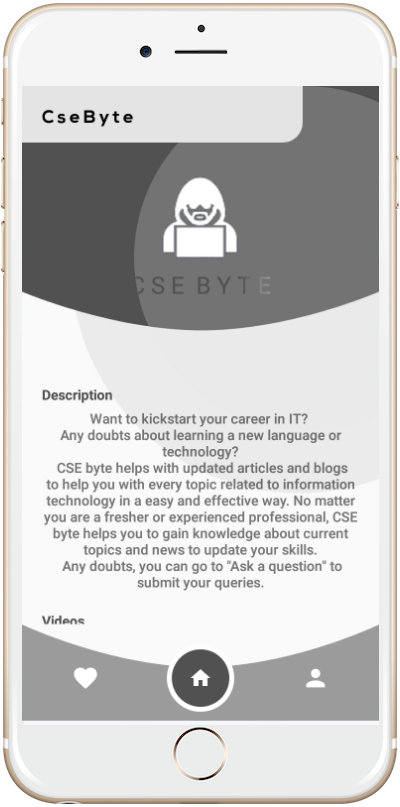 CseByte
CSE BYTE
Description
Want to kickstart your career in IT?
Any doubts about learning a new language or
technology?
CSE byte helps with updated articles and blogs
to help you with every topic related to information
technology in a easy and effective way. No matter
you are a fresher or experienced professional, CSE
byte helps you to gain knowledge about current
topics and news to update your skills.
Any doubts, you can go to "Ask a question" to
submit your queries.
Videos